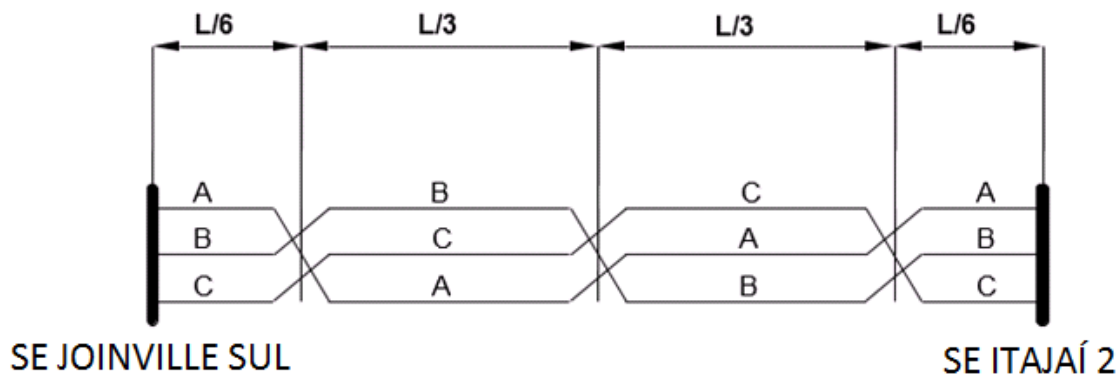 L/6 L/3 L/3 L/6
A B C A
B C A B
C A B C
SE JOINVILLE SUL SE ITAJAÍ 2